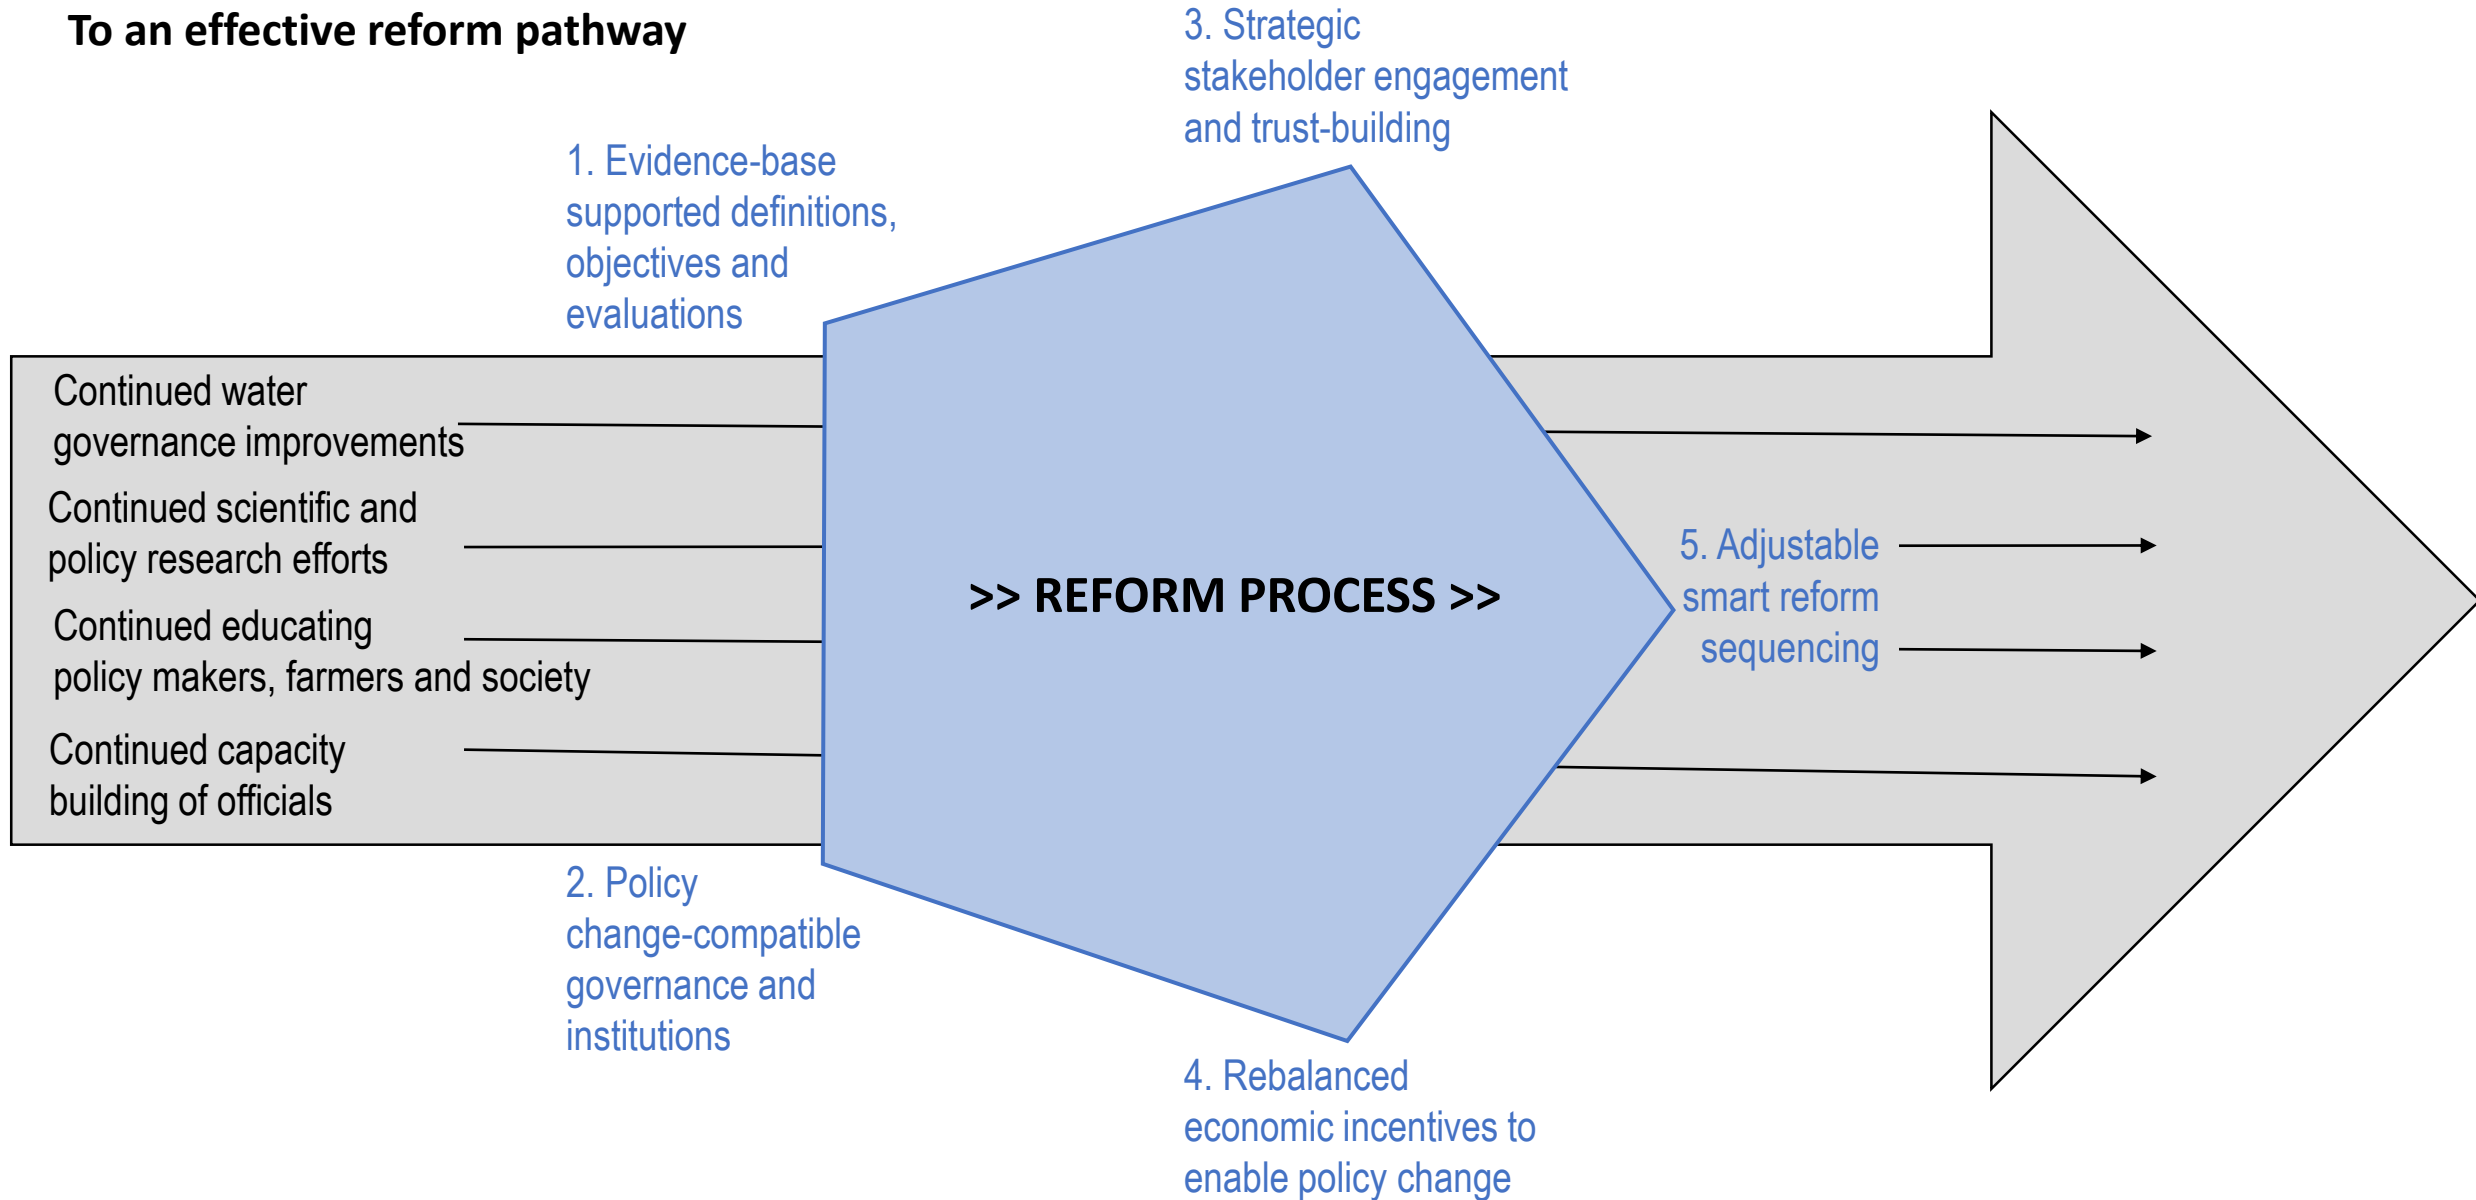 To an effective reform pathway
3. Strategic
stakeholder engagement
and trust-building
1. Evidence-base
supported definitions,
objectives and
evaluations
Continued water
governance improvements
Continued scientific and
policy research efforts
Continued educating
policy makers, farmers and society
Continued capacity
building of officials
>> REFORM PROCESS >>
5. Adjustable
smart reform
sequencing
2. Policy
change-compatible
governance and
institutions
4. Rebalanced
economic incentives to
enable policy change